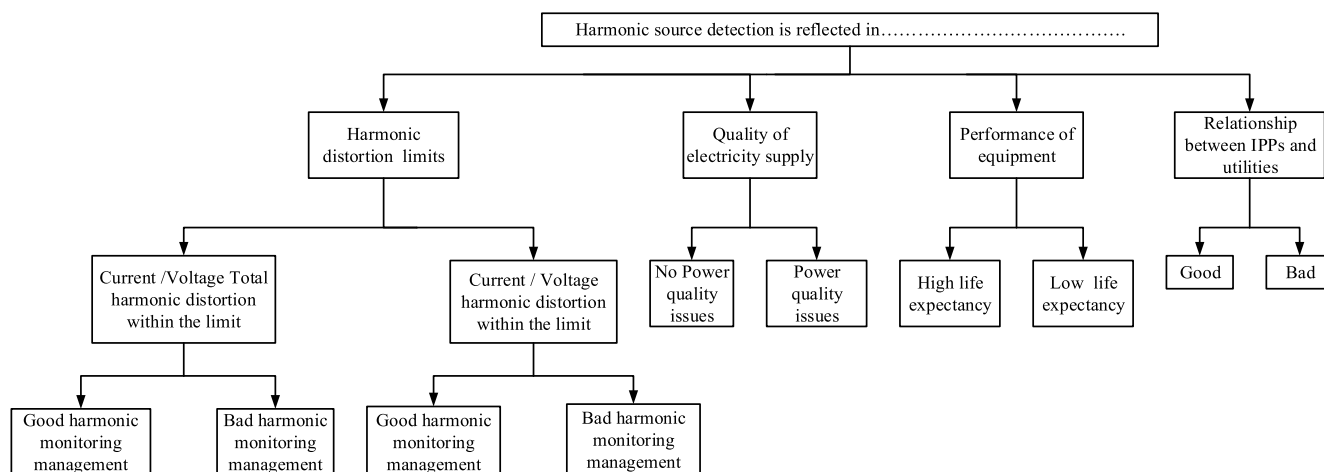 Harmonic source detection is reflected in…………………………………….
Harmonic
distortion limits
Quality of
electricity supply
Performance of
equipment
Relationship
between IPPs and
utilities
Current /Voltage Total
harmonic distortion
within the limit
Current / Voltage
harmonic distortion
within the limit
No Power
quality
issues
Power
quality
issues
High life
expectancy
Low life
expectancy
Good
Bad
Good harmonic
monitoring
management
Bad harmonic
monitoring
management
Good harmonic
monitoring
management
Bad harmonic
monitoring
management